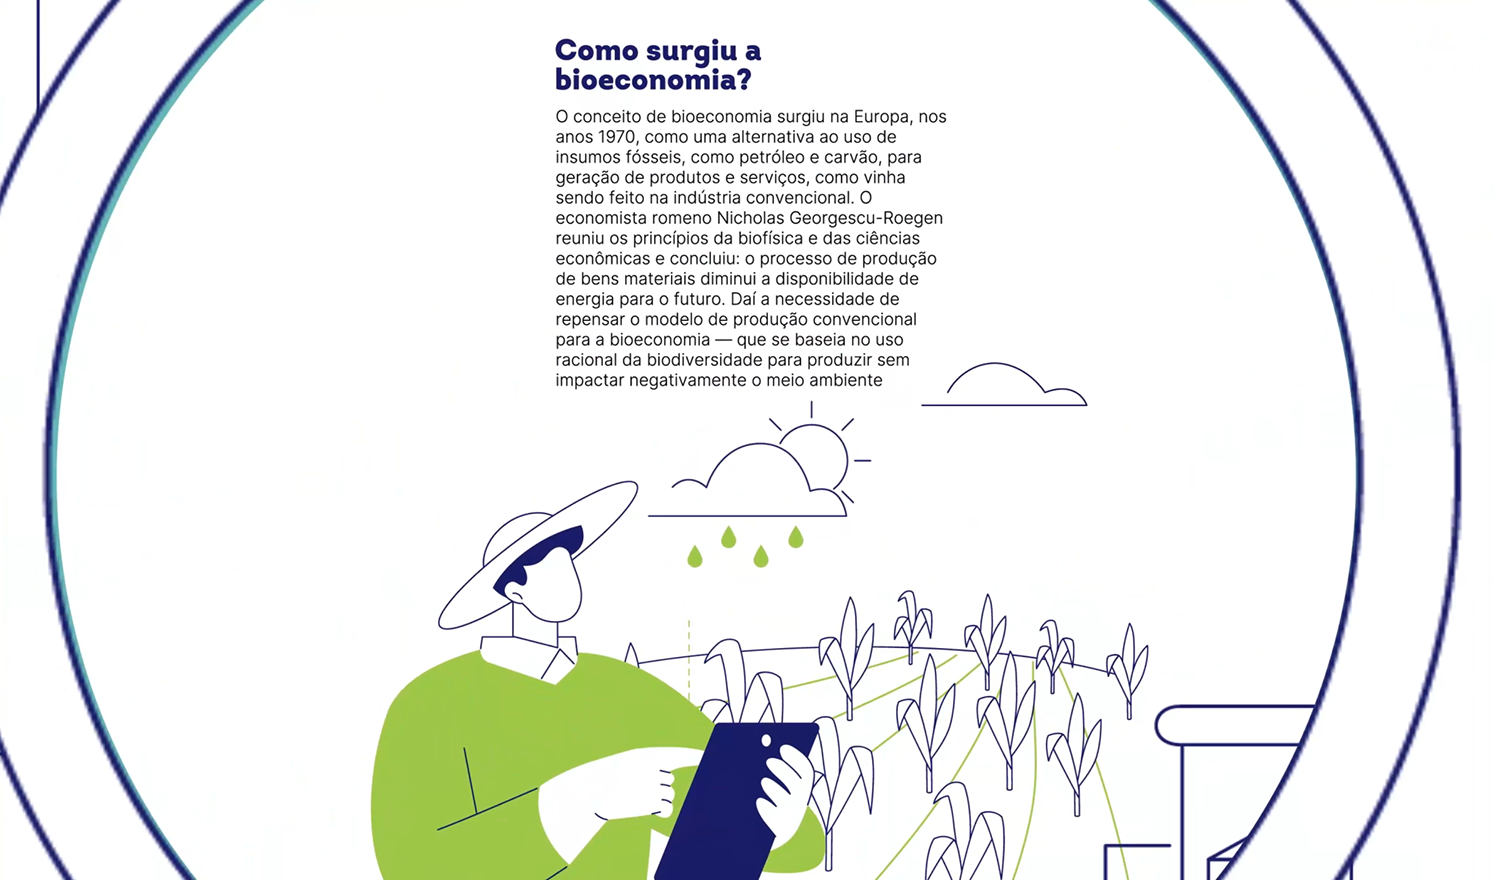 Como surgiu a
bioeconomia?
O conceito de bioeconomia surgiu na Europa, nos
anos 1970, como uma alternativa ao uso de
insumos fósseis, como petróleo e carvão, para
geração de produtos e serviços, como vinha
sendo feito na indústria convencional. O
economista romeno Nicholas Georgescu-Roegen
reuniu os princípios da biofísica e das ciências
econômicas e concluiu: o processo de produção
de bens materiais diminui a disponibilidade de
energia para o futuro. Daí a necessidade de
repensar o modelo de produção convencional
para a bioeconomia — que se baseia no uso
racional da biodiversidade para produzir sem
impactar negativamente o meio ambiente